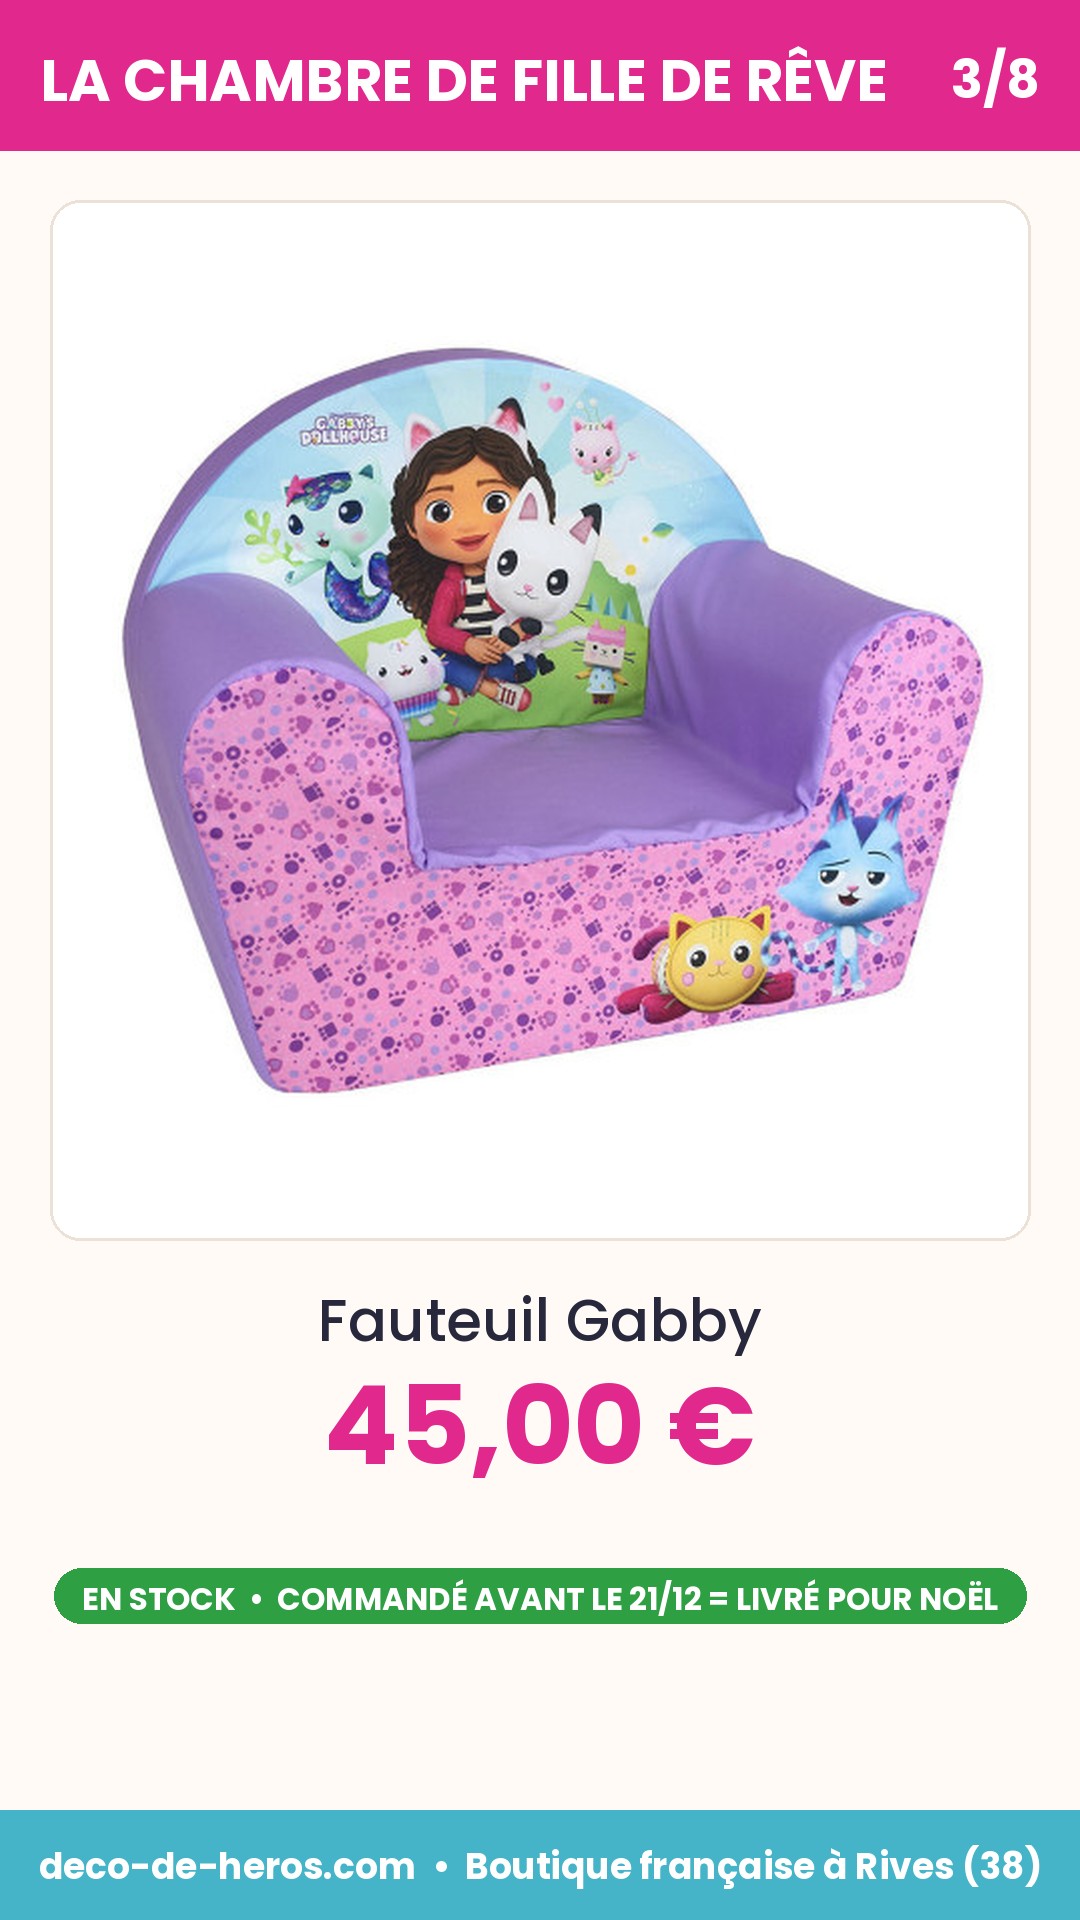 LA CHAMBRE DE FILLE DE RÊVE 3/8
GABBY'S
DOLLHOUSE
Fauteuil Gabby
45,00 €
EN STOCK • COMMANDÉ AVANT LE 21/12 = LIVRÉ POUR NOËL
deco-de-heros.com • Boutique française à Rives (38)